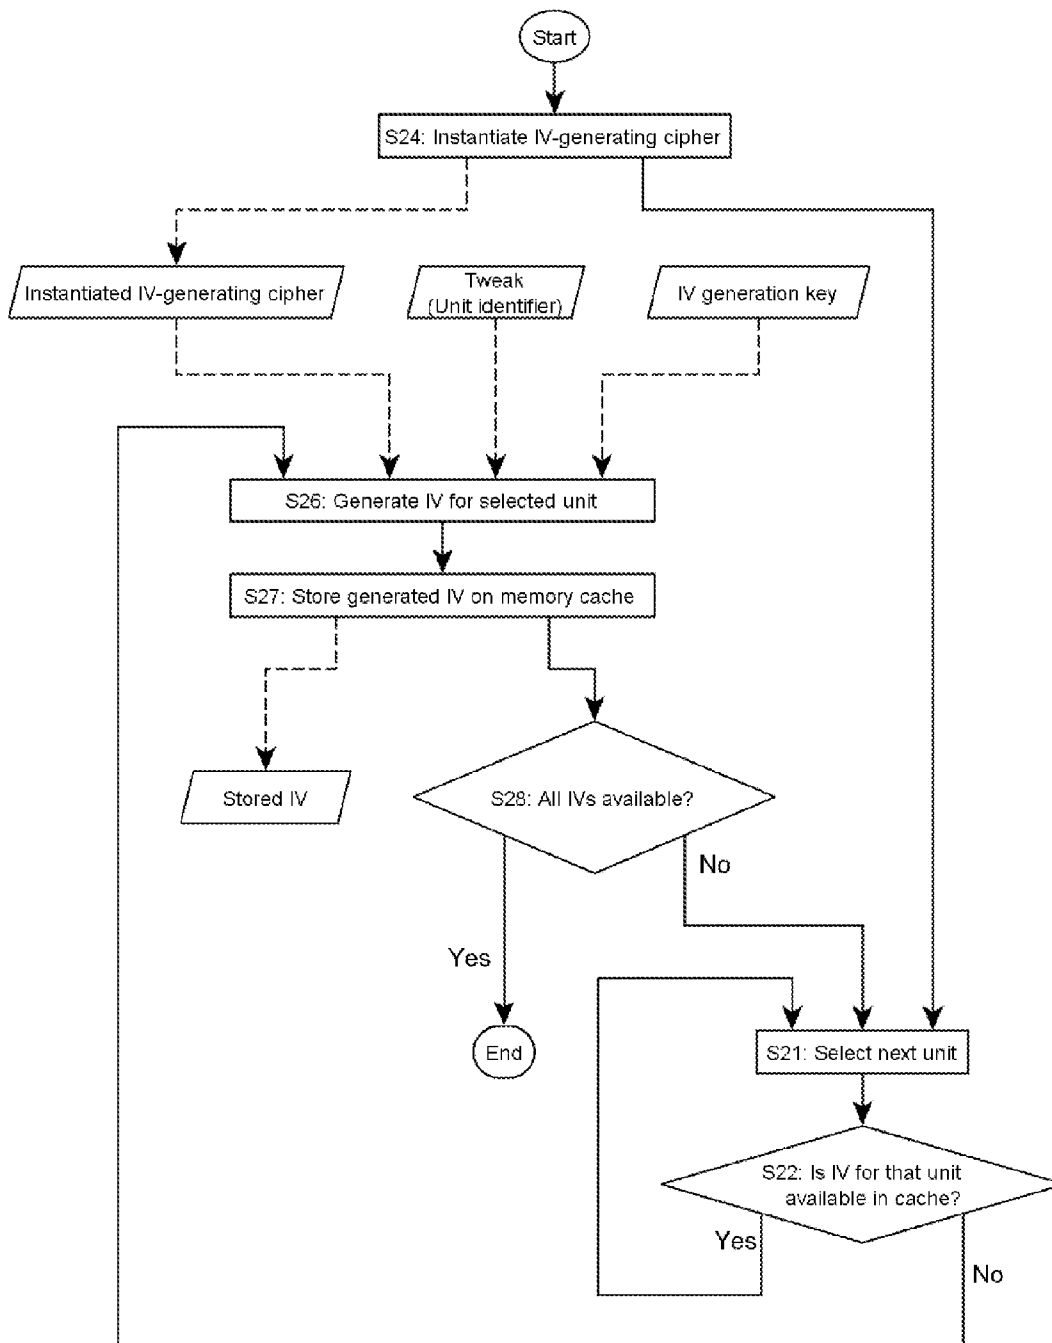 Start
S24: Instantiate IV-generating cipher
Instantiated IV-generating cipher
Tweak
(Unit identifier)
IV generation key
S26: Generate IV for selected unit
S27: Store generated IV on memory cache
Stored IV
S28: All IVs available?
No
Yes
End
S21: Select next unit
S22: Is IV for that unit
available in cache?
Yes
No